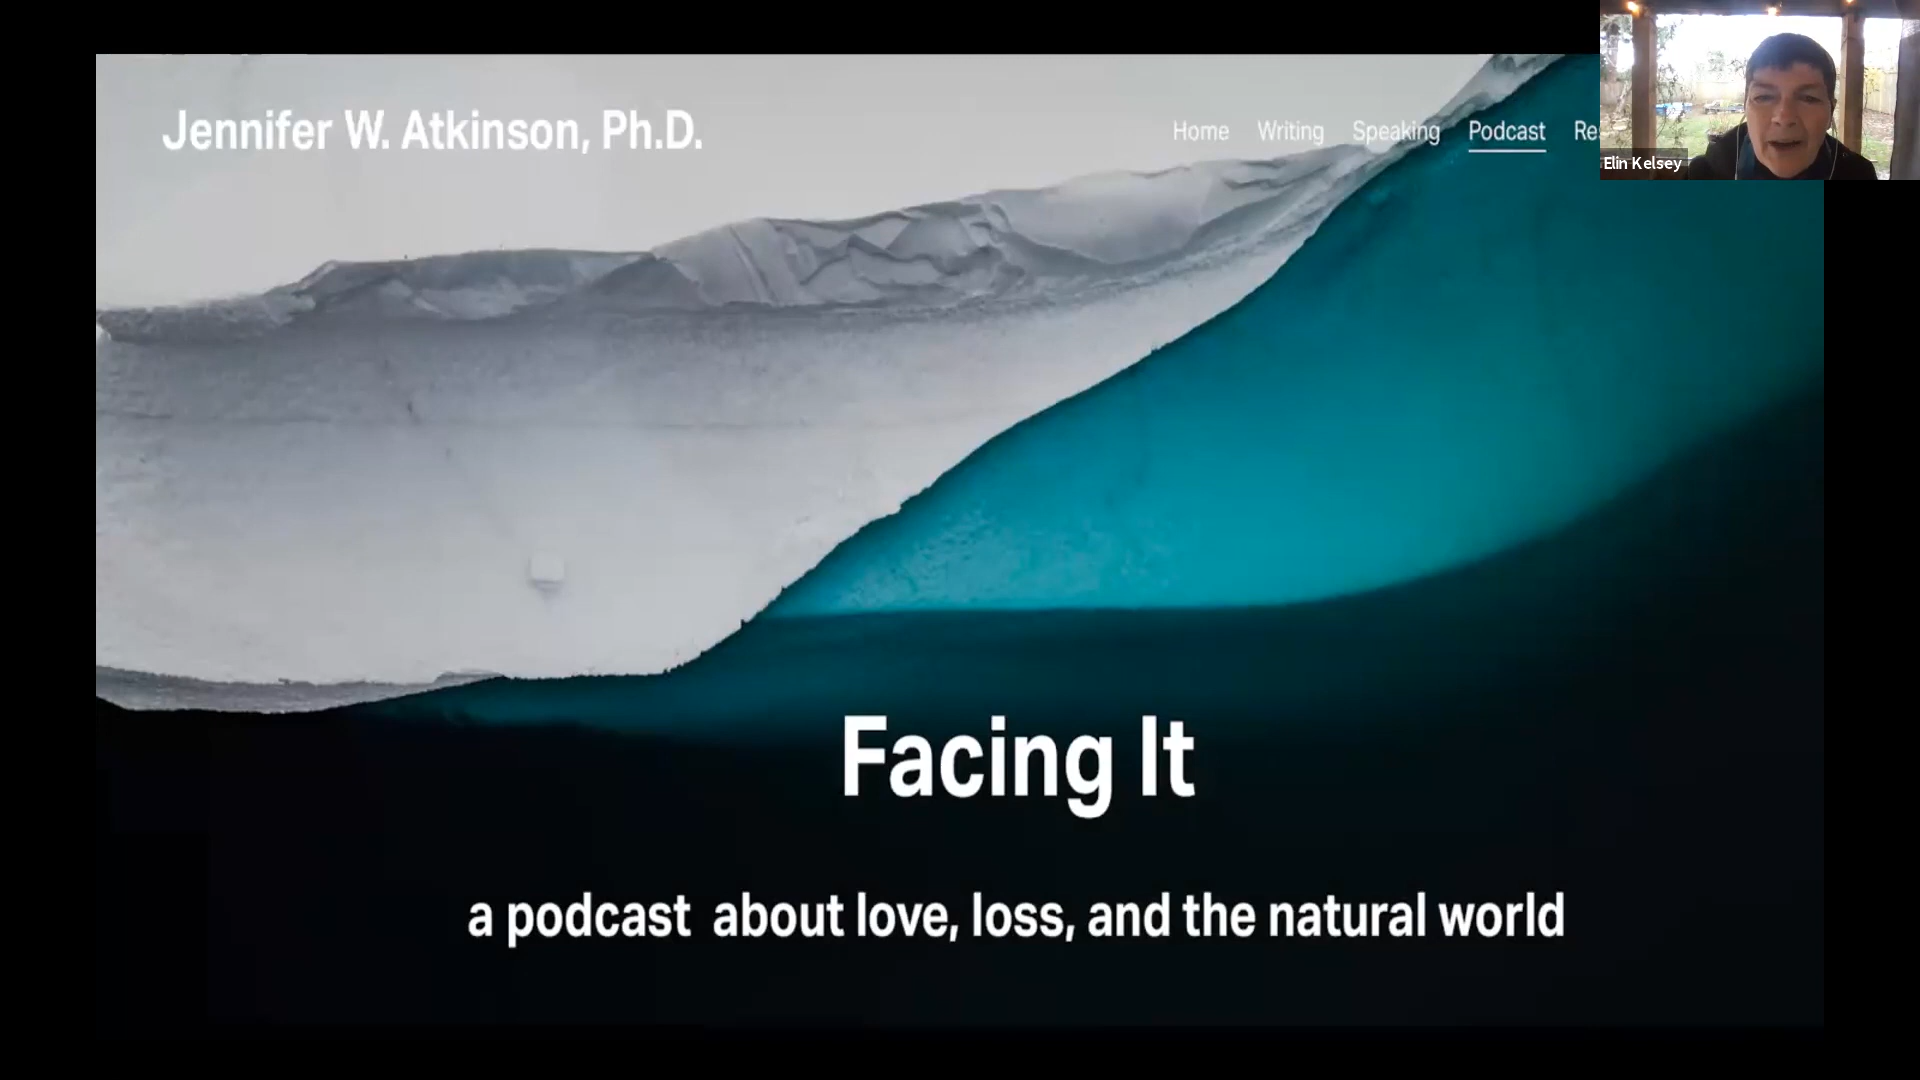 Jennifer W. Atkinson, Ph.D.
Home Writing Speaking Podcast
Elin Kelsey
Facing It
a podcast about love, loss, and the natural world